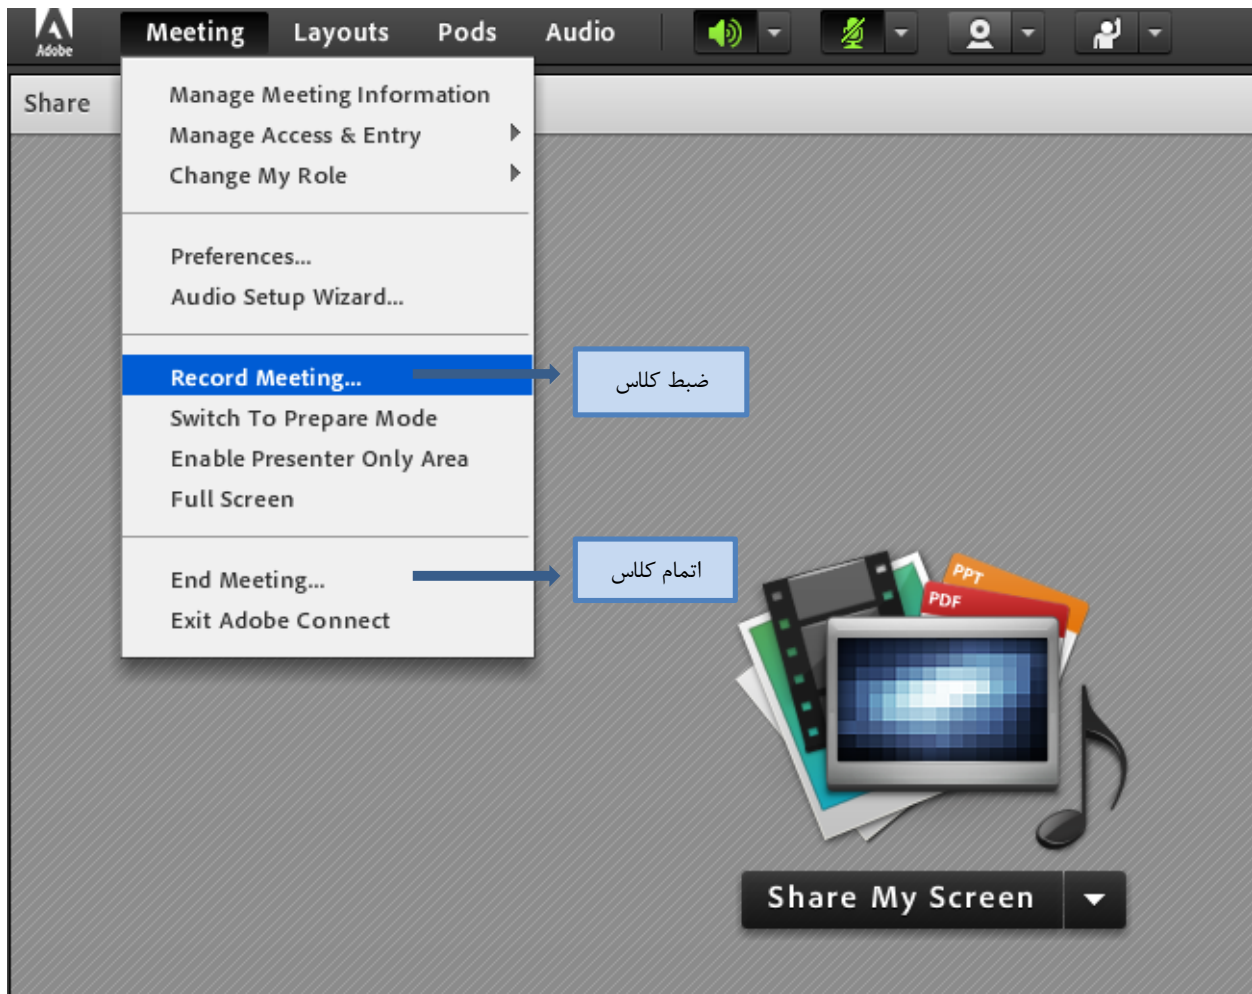 Adobe
Meeting Layouts Pods Audio
Share
Manage Meeting Information
Manage Access & Entry
Change My Role
Preferences...
Audio Setup Wizard...
Record Meeting...
ضبط کلاس
Switch To Prepare Mode
Enable Presenter Only Area
Full Screen
End Meeting...
اتمام کلاس
Exit Adobe Connect
PPT
PDF
Share My Screen